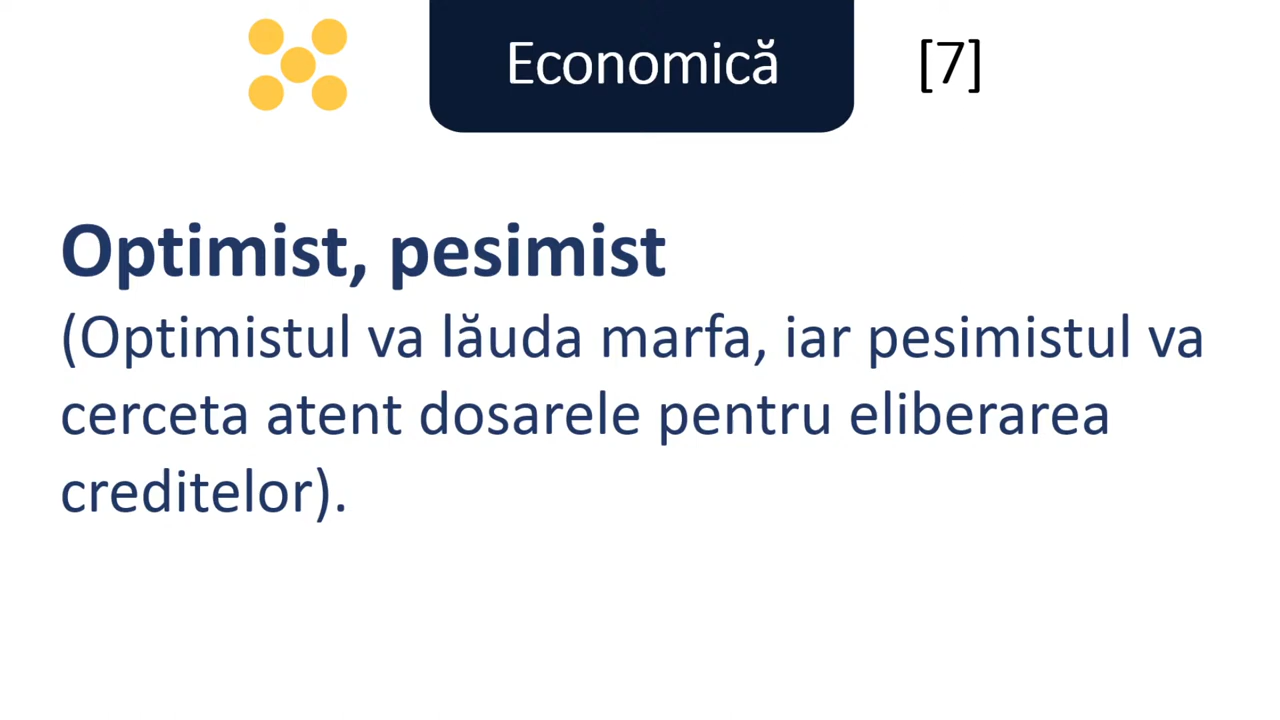 Economică
[7]
Optimist, pesimist
(Optimistul va lăuda marfa, iar pesimistul va
cerceta atent dosarele pentru eliberarea
creditelor).